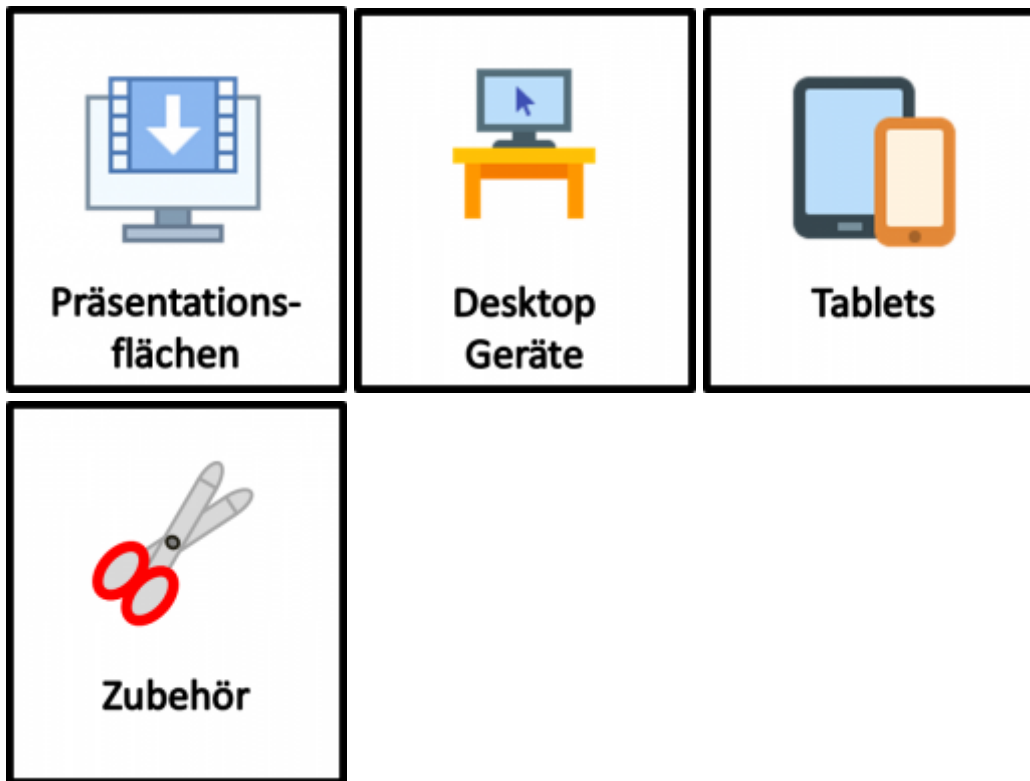 Präsentations-
flächen
Desktop
Geräte
Tablets
Zubehör